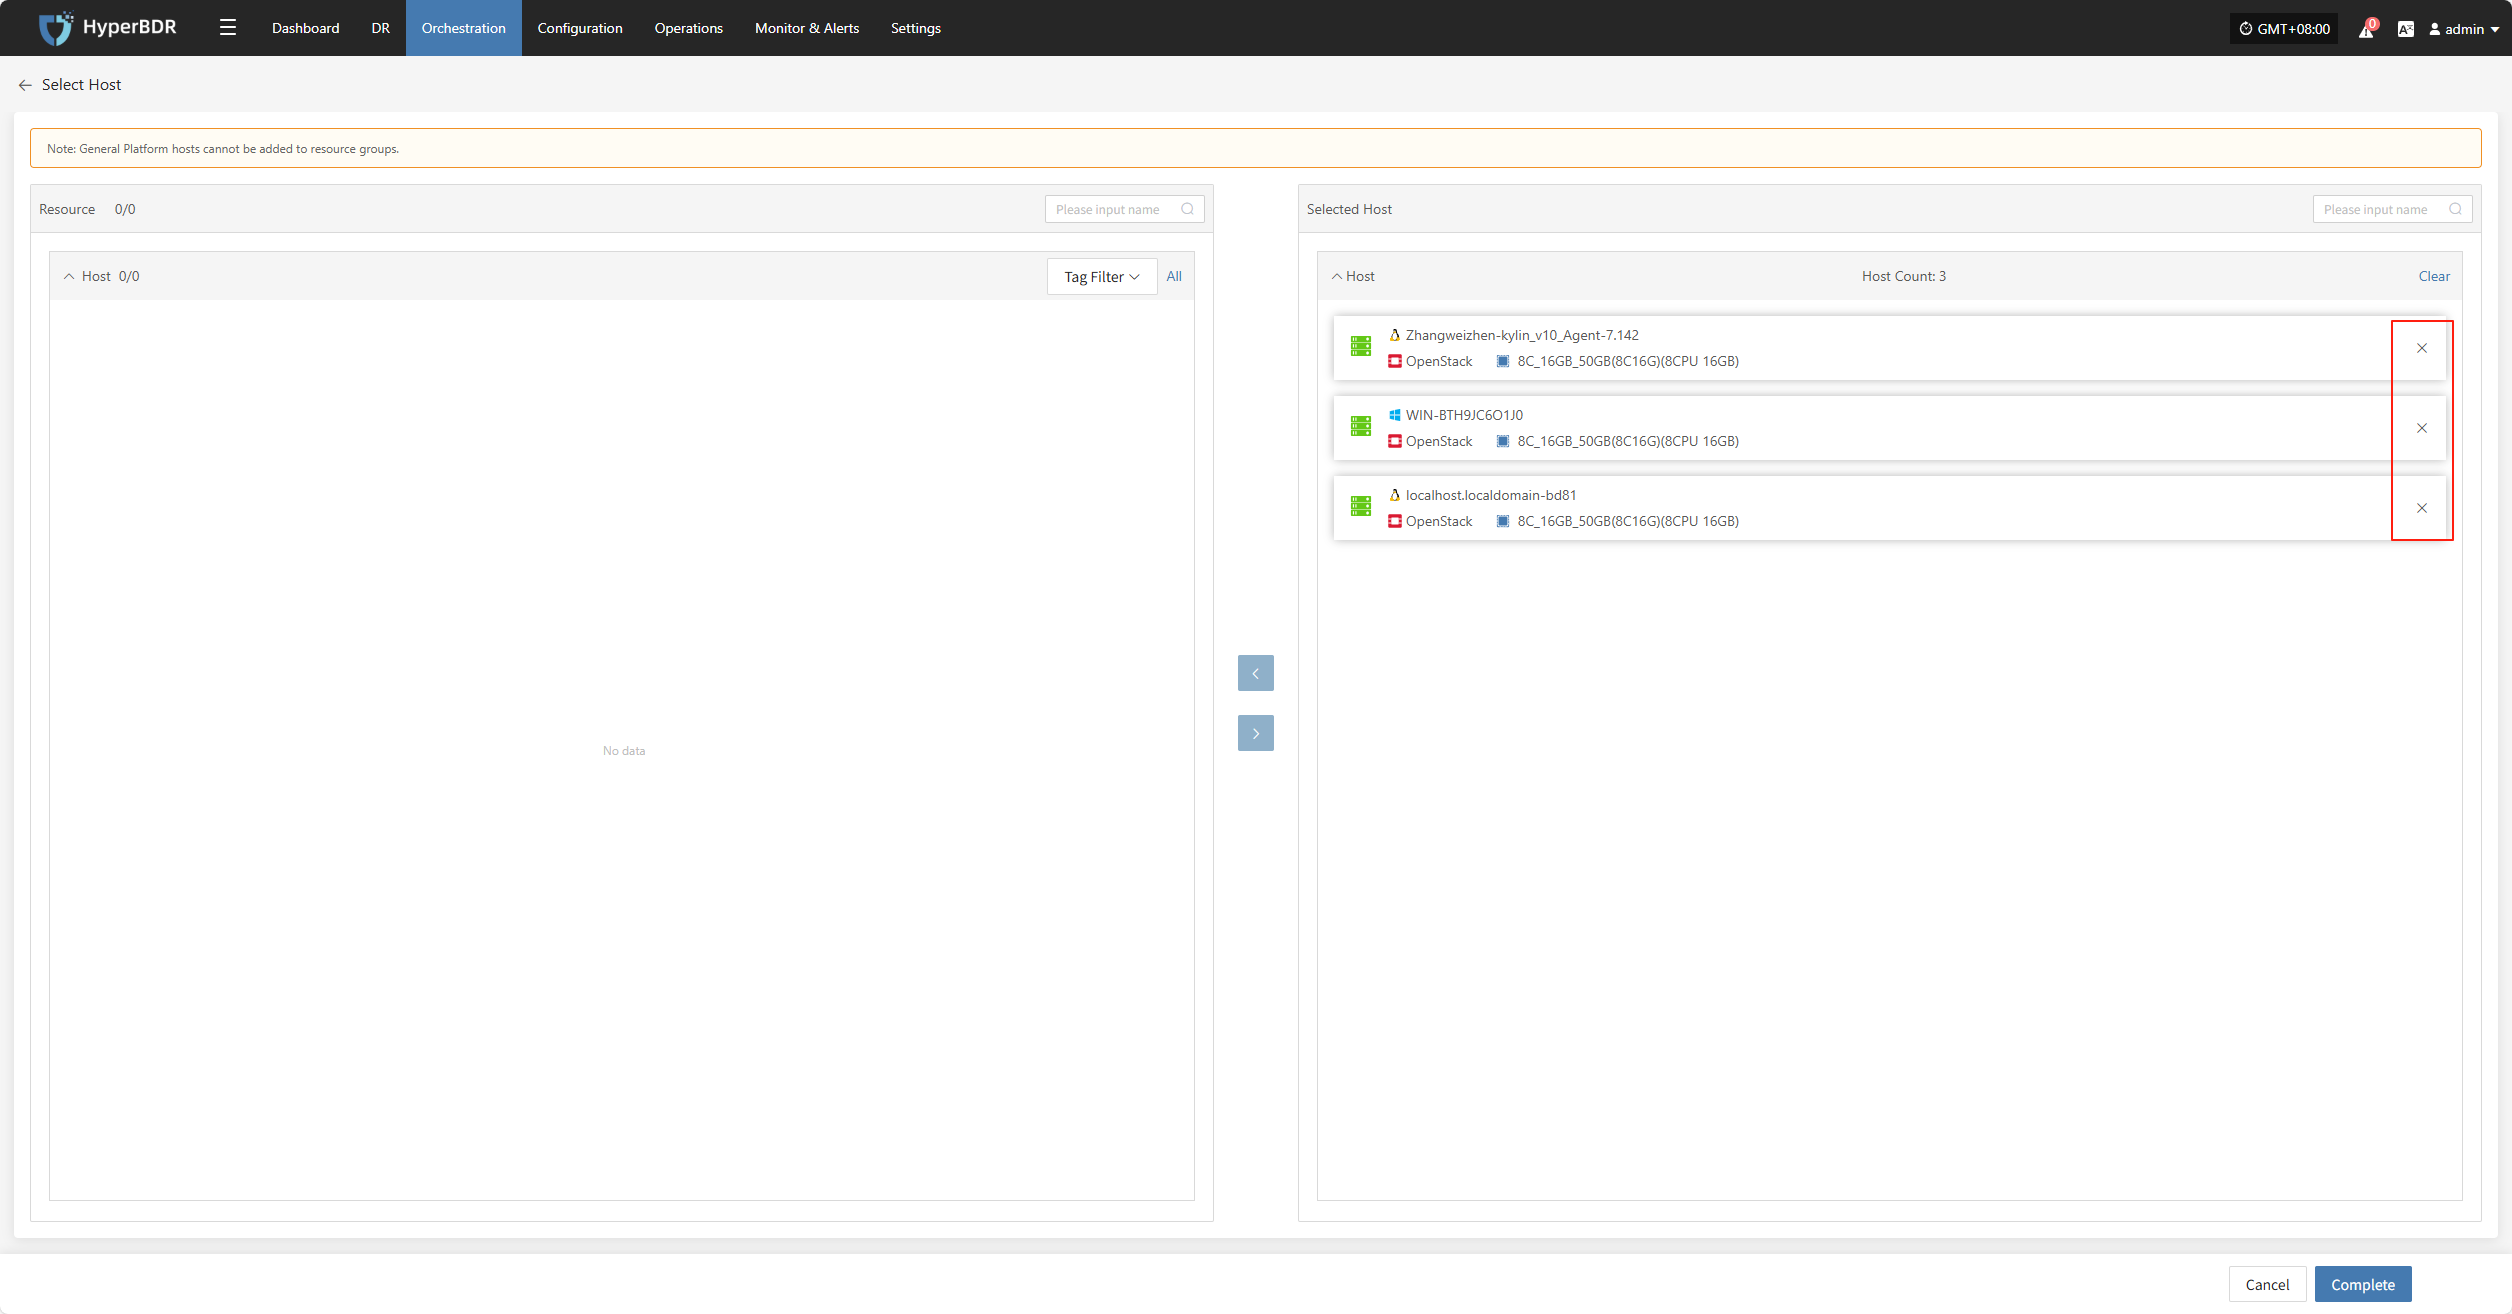 HyperBDR
Dashboard
DR
Orchestration
Configuration
Operations
Monitor & Alerts
Settings
GMT+08:00
0
admin
Select Host
Note: General Platform hosts cannot be added to resource groups.
Resource 0/0
Please input name
Host 0/0
Tag Filter
All
No data
Selected Host
Please input name
Host
Host Count: 3
Clear
Zhangweizhen-kylin_v10_Agent-7.142
OpenStack 8C_16GB_50GB(8C16G)(8CPU 16GB)
WIN-BTH9JC6O1J0
OpenStack 8C_16GB_50GB(8C16G)(8CPU 16GB)
localhost.localdomain-bd81
OpenStack 8C_16GB_50GB(8C16G)(8CPU 16GB)
Cancel
Complete